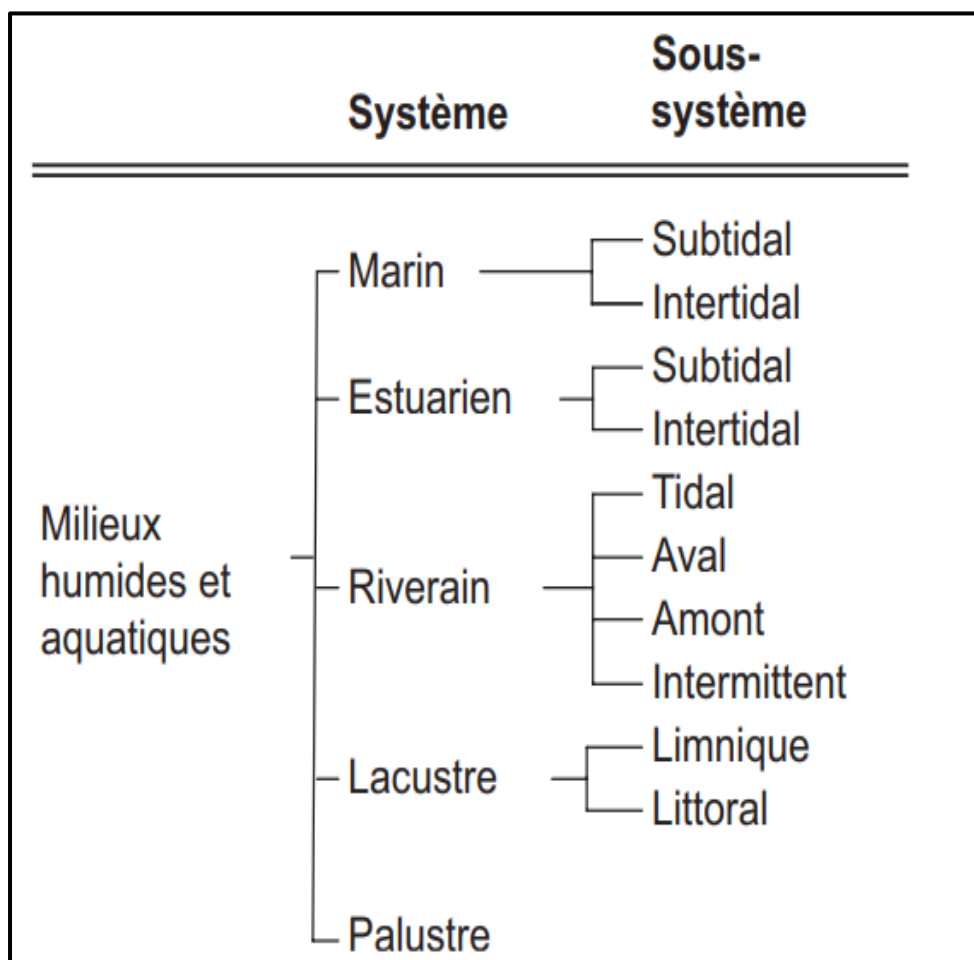 Système
Sous-
système
Marin
Subtidal
Intertidal
Estuarien
Subtidal
Intertidal
Milieux
humides et
aquatiques
Riverain
Tidal
Aval
Amont
Intermittent
Lacustre
Limnique
Littoral
Palustre